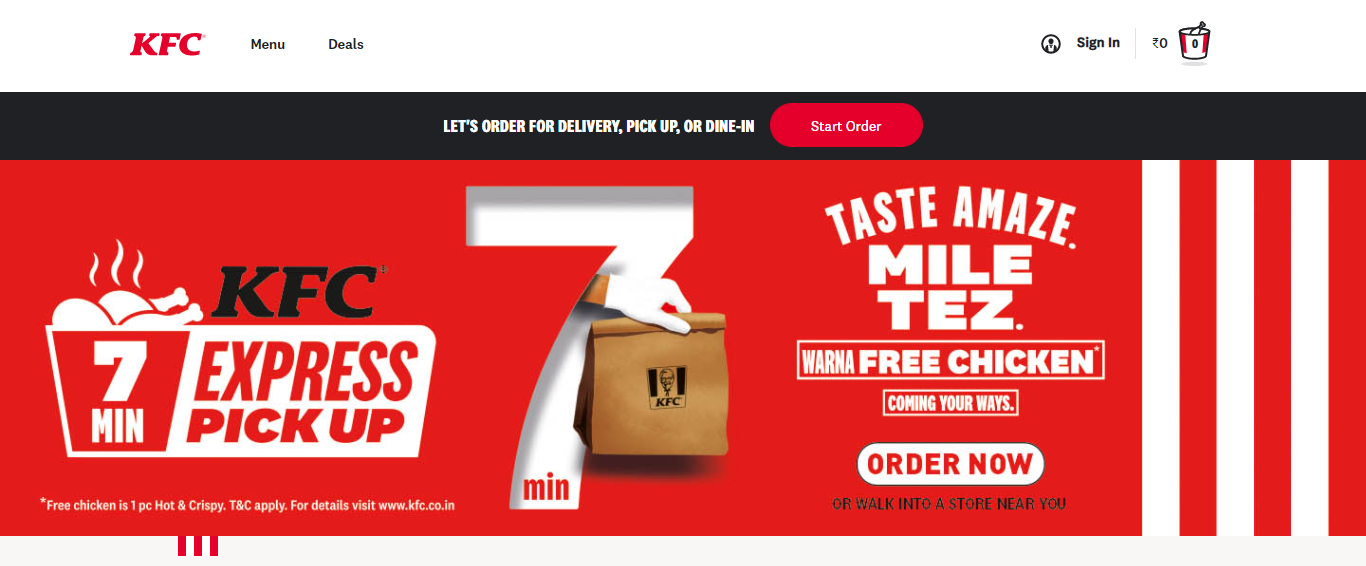 KFC
Menu
Deals
Sign In
₹0
0
LET'S ORDER FOR DELIVERY, PICK UP, OR DINE-IN
Start Order
KFC
7
MIN
EXPRESS
PICK UP
*Free chicken is 1 pc Hot & Crispy. T&C apply. For details visit www.kfc.co.in
7
min
KFC
TASTE AMAZE.
MILE
TEZ.
WARNA FREE CHICKEN*
COMING YOUR WAYS.
ORDER NOW
OR WALK INTO A STORE NEAR YOU